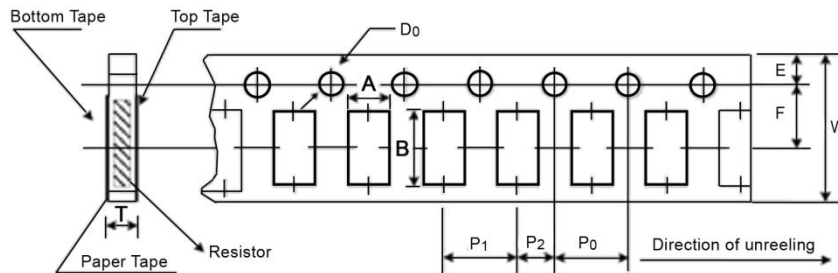 Bottom Tape
Top Tape
D0
E
A
F
W
B
T
P1
P2
P0
Direction of unreeling
Resistor
Paper Tape